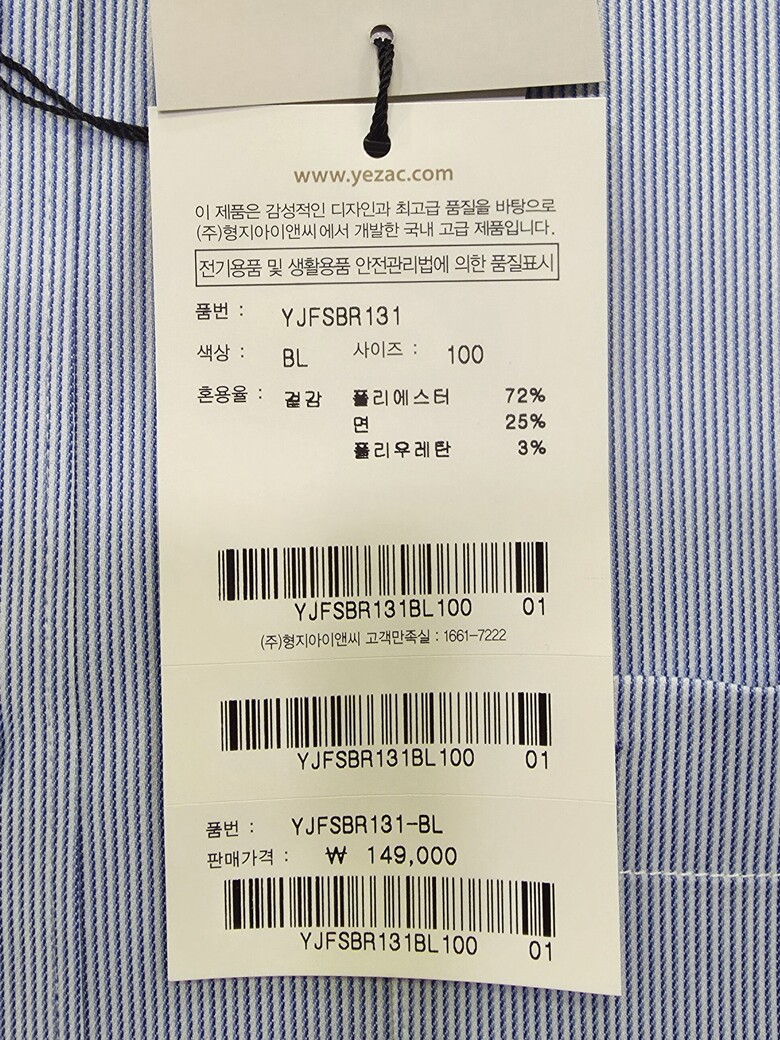 www.yezac.com
이 제품은 감성적인 디자인과 최고급 품질을 바탕으로
(주)형지아이앤씨에서 개발한 국내 고급 제품입니다.
전기용품 및 생활용품 안전관리법에 의한 품질표시
품번 : YJFSBR131
색상 : BL 사이즈 : 100
혼용율 : 겉감 폴리에스터 72%
면 25%
폴리우레탄 3%
YJFSBR131BL100 01
(주)형지아이앤씨 고객만족실 : 1661-7222
YJFSBR131BL100 01
품번 : YJFSBR131-BL
판매가격 : ₩ 149,000
YJFSBR131BL100 01